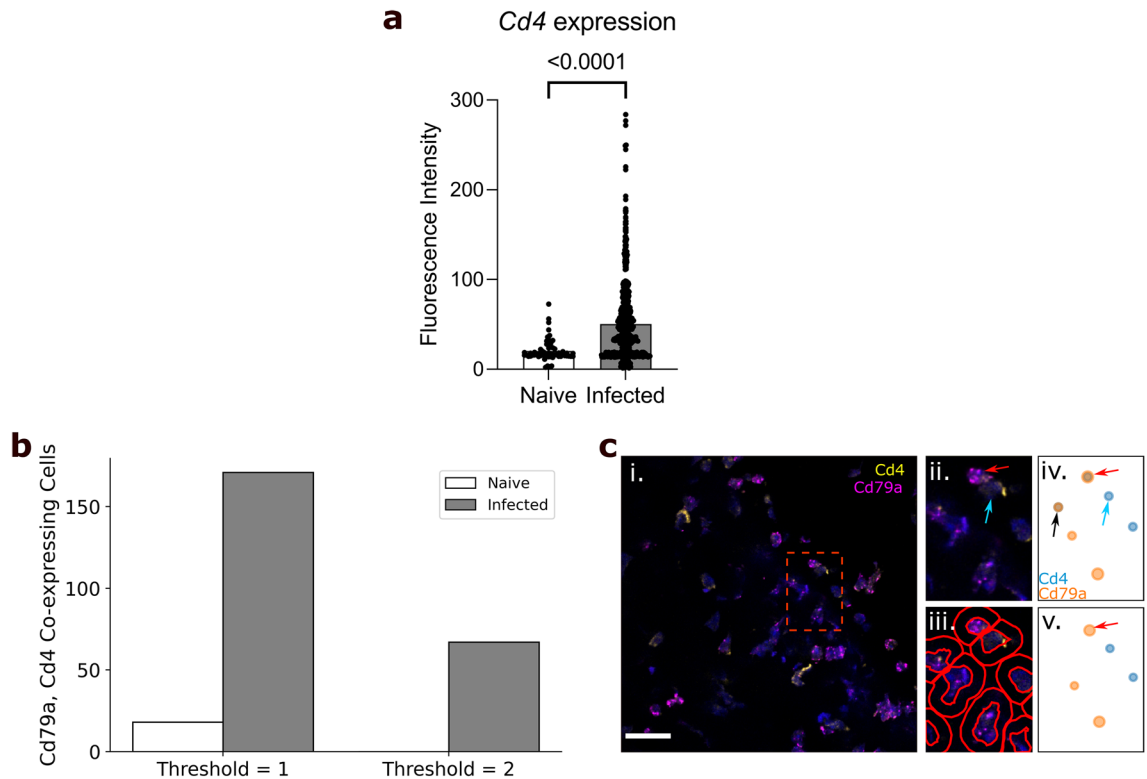 a
Cd4 expression
<0.0001
Fluorescence Intensity
300
200
100
0
Naive
Infected
b
Cd79a, Cd4 Co-expressing Cells
150
100
50
0
Naive
Infected
Threshold = 1
Threshold = 2
c
i.
Cd4
Cd79a
ii.
iii.
iv.
Cd4
Cd79a
v.